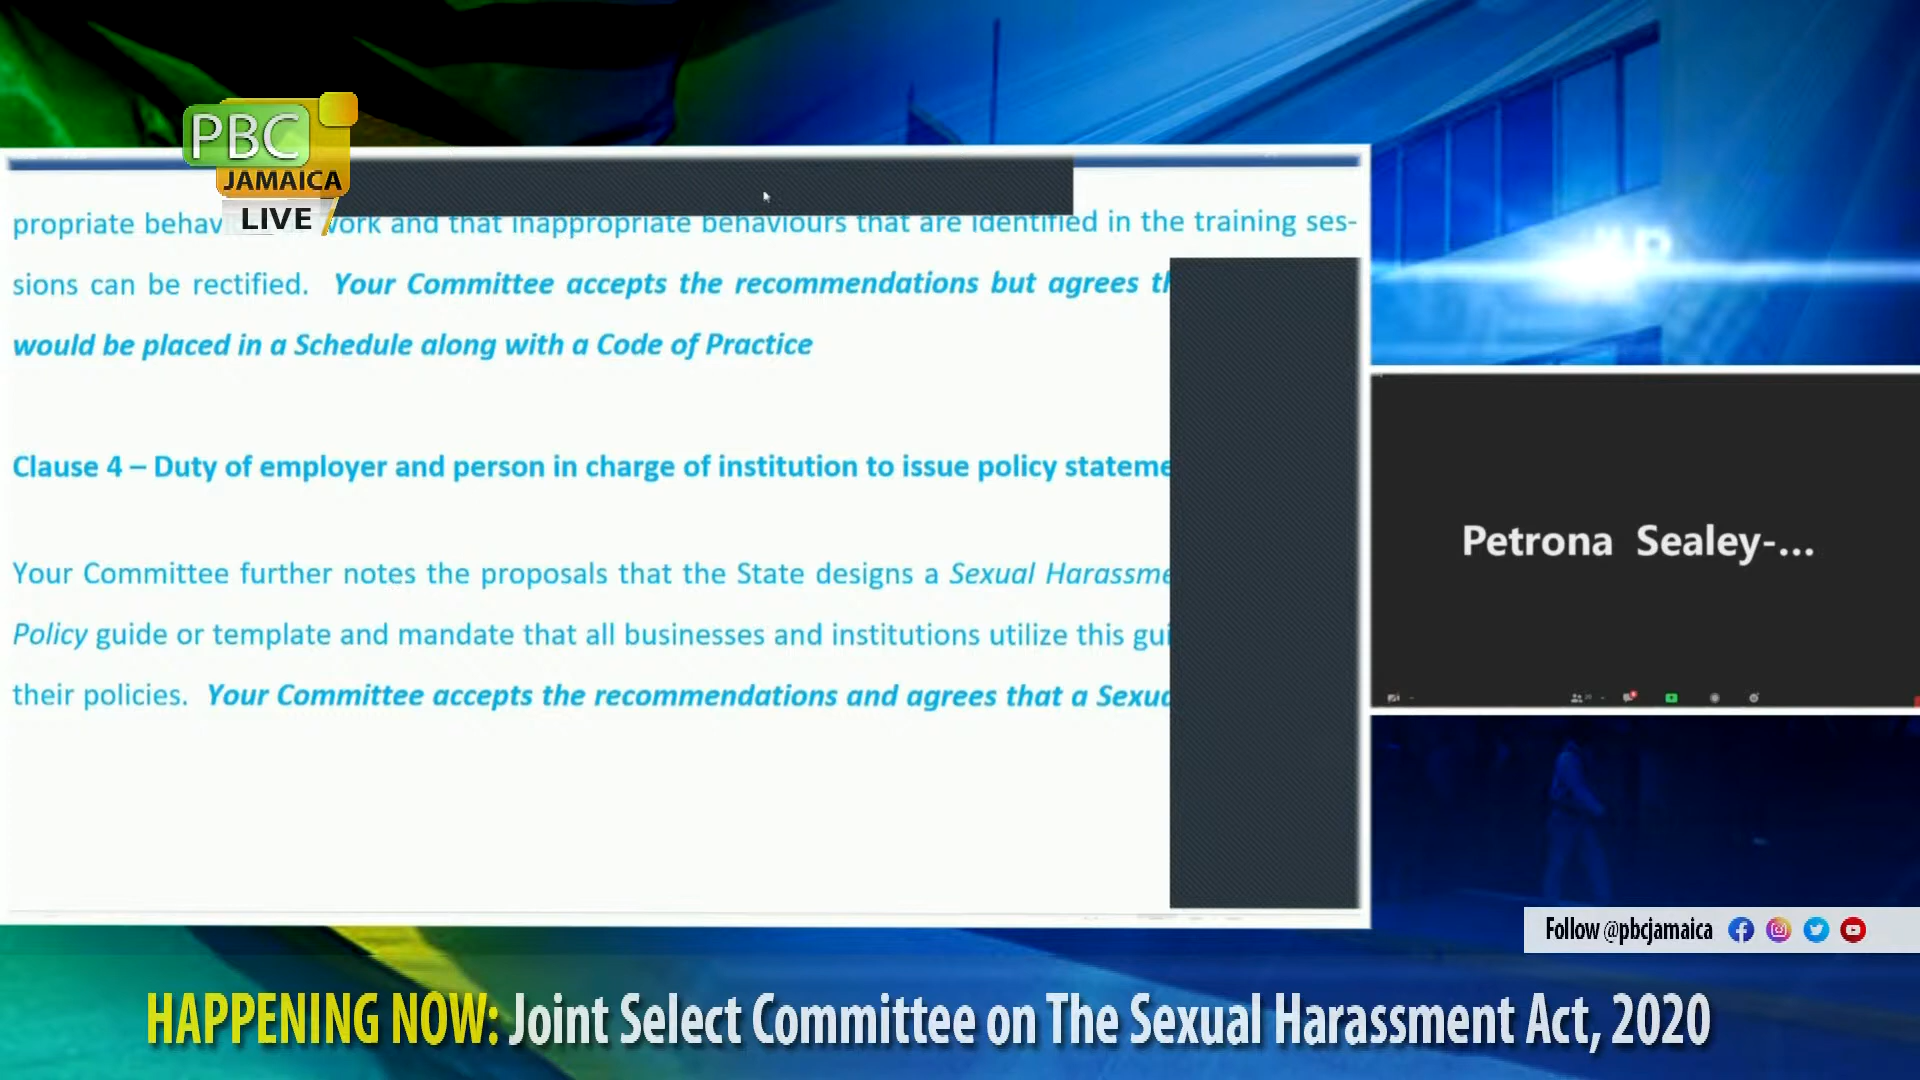 PBC
JAMAICA
LIVE
propriate behav work and that inappropriate behaviours that are identified in the training ses-
sions can be rectified. Your Committee accepts the recommendations but agrees
would be placed in a Schedule along with a Code of Practice
Clause 4 – Duty of employer and person in charge of institution to issue policy stateme
Your Committee further notes the proposals that the State designs a Sexual Harassme
Policy guide or template and mandate that all businesses and institutions utilize this gui
their policies. Your Committee accepts the recommendations and agrees that a Sexua
Petrona Sealey-...
Follow @pbcjamaica
HAPPENING NOW: Joint Select Committee on The Sexual Harassment Act, 2020